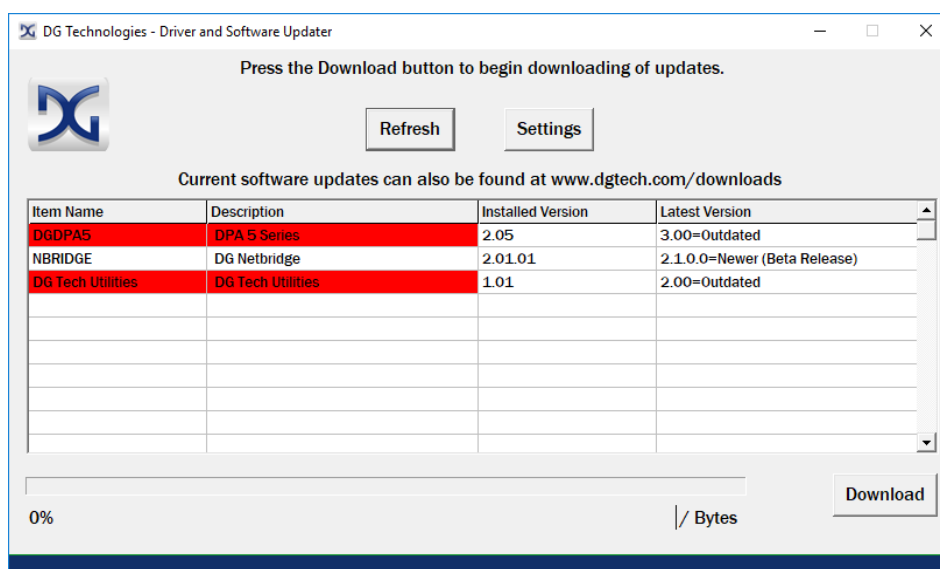 DG Technologies - Driver and Software Updater
Press the Download button to begin downloading of updates.
DG
Refresh Settings
Current software updates can also be found at www.dgtech.com/downloads
Item Name Description Installed Version Latest Version
DGDPA5 DPA 5 Series 2.05 3.00=Outdated
NBRIDGE DG Netbridge 2.01.01 2.1.0.0=Newer (Beta Release)
DG Tech Utilities DG Tech Utilities 1.01 2.00=Outdated
Download
0% / Bytes